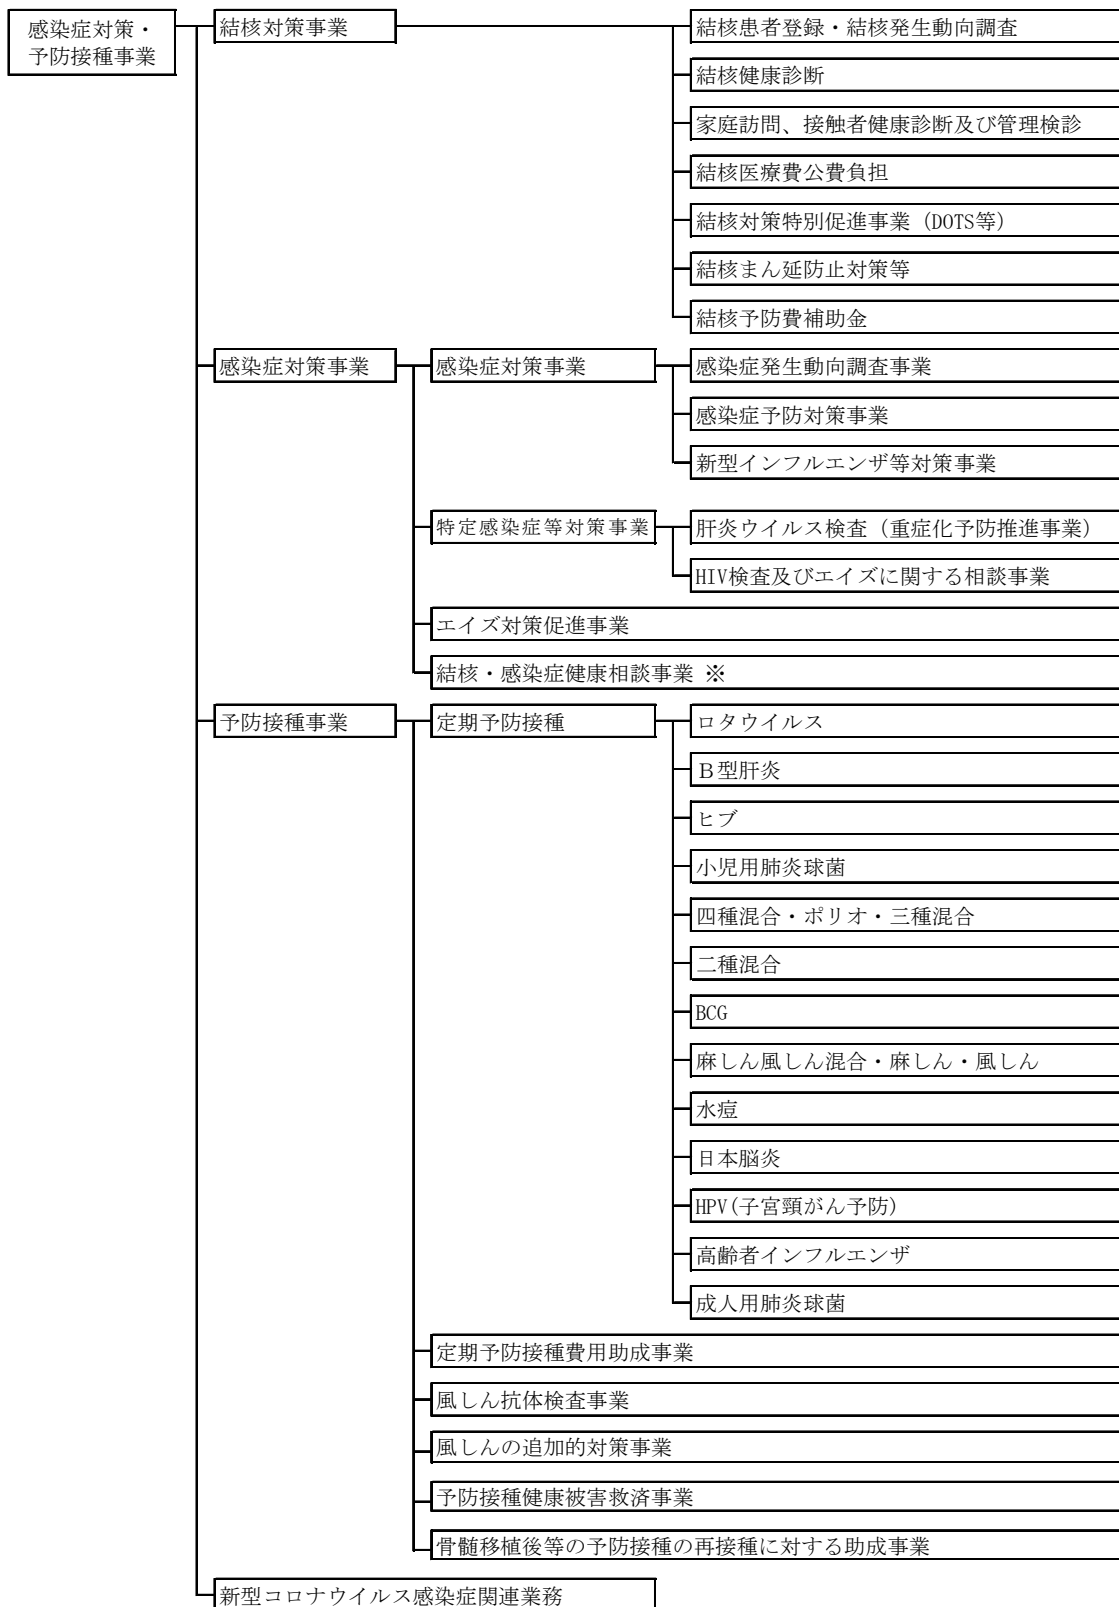 感染症対策・
予防接種事業
結核対策事業
結核患者登録・結核発生動向調査
結核健康診断
家庭訪問、接触者健康診断及び管理検診
結核医療費公費負担
結核対策特別促進事業（DOTS等）
結核まん延防止対策等
結核予防費補助金
感染症対策事業
感染症対策事業
感染症発生動向調査事業
感染症予防対策事業
新型インフルエンザ等対策事業
特定感染症等対策事業
肝炎ウイルス検査（重症化予防推進事業）
HIV検査及びエイズに関する相談事業
エイズ対策促進事業
結核・感染症健康相談事業 ※
予防接種事業
定期予防接種
ロタウイルス
Ｂ型肝炎
ヒブ
小児用肺炎球菌
四種混合・ポリオ・三種混合
二種混合
BCG
麻しん風しん混合・麻しん・風しん
水痘
日本脳炎
HPV(子宮頸がん予防)
高齢者インフルエンザ
成人用肺炎球菌
定期予防接種費用助成事業
風しん抗体検査事業
風しんの追加的対策事業
予防接種健康被害救済事業
骨髄移植後等の予防接種の再接種に対する助成事業
新型コロナウイルス感染症関連業務